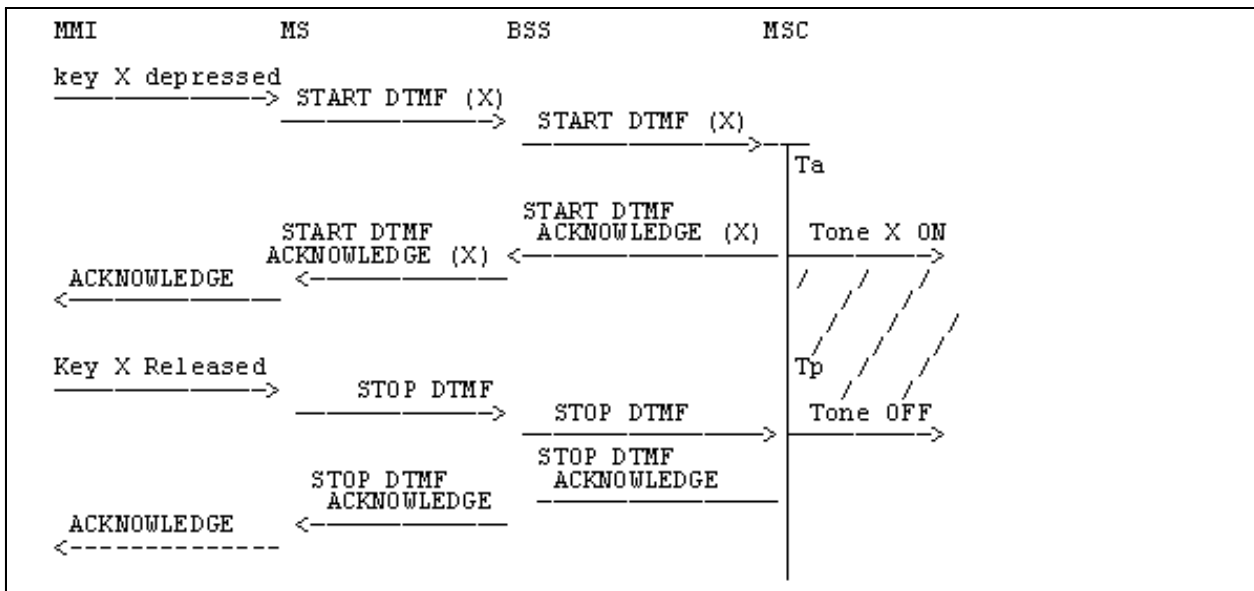 MMI MS BSS MSC
key X depressed
START DTMF (X)
START DTMF (X)
Ta
START DTMF
ACKNOWLEDGE (X)
Tone X ON
START DTMF
ACKNOWLEDGE (X)
ACKNOWLEDGE
Key X Released
Tp
STOP DTMF
STOP DTMF
Tone OFF
STOP DTMF
ACKNOWLEDGE
STOP DTMF
ACKNOWLEDGE
ACKNOWLEDGE